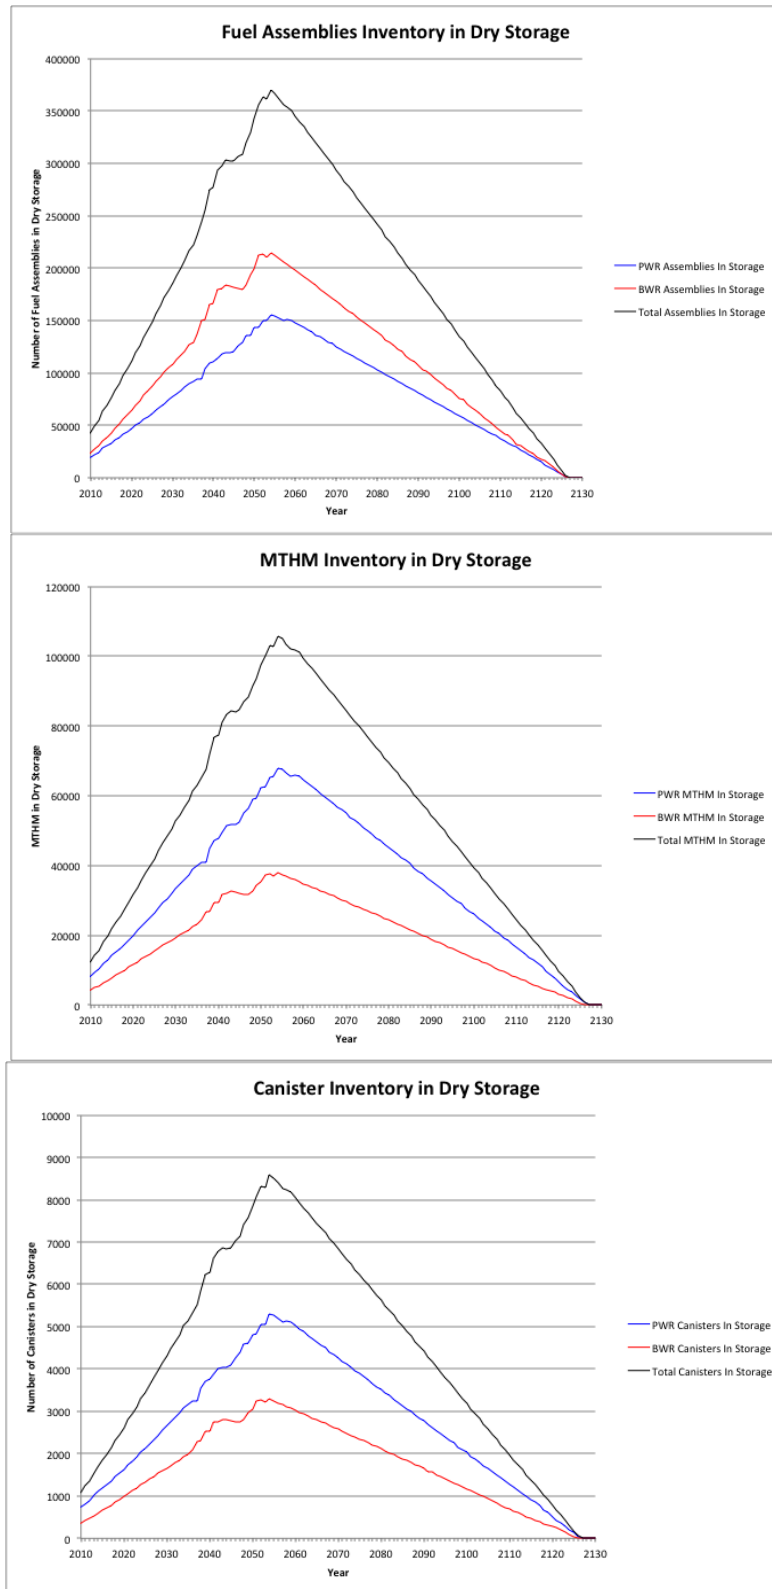 Fuel Assemblies Inventory in Dry Storage
400000
350000
300000
250000
200000
150000
100000
50000
0
Number of Fuel Assemblies in Dry Storage
2010 2020 2030 2040 2050 2060 2070 2080 2090 2100 2110 2120 2130
Year
PWR Assemblies In Storage
BWR Assemblies In Storage
Total Assemblies In Storage
MTHM Inventory in Dry Storage
120000
100000
80000
60000
40000
20000
0
MTHM in Dry Storage
2010 2020 2030 2040 2050 2060 2070 2080 2090 2100 2110 2120 2130
Year
PWR MTHM In Storage
BWR MTHM In Storage
Total MTHM In Storage
Canister Inventory in Dry Storage
10000
9000
8000
7000
6000
5000
4000
3000
2000
1000
0
Number of Canisters in Dry Storage
2010 2020 2030 2040 2050 2060 2070 2080 2090 2100 2110 2120 2130
Year
PWR Canisters In Storage
BWR Canisters In Storage
Total Canisters In Storage